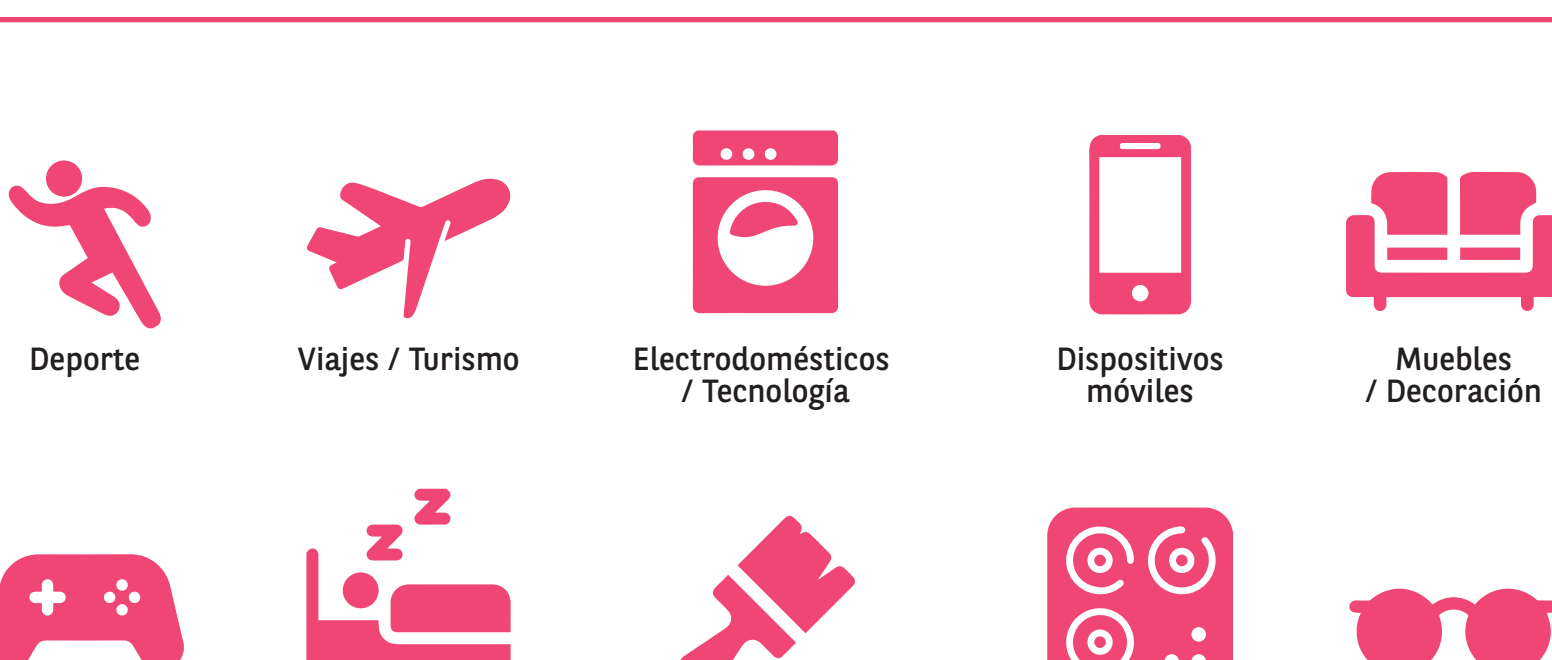 Deporte
Viajes / Turismo
Electrodomésticos
/ Tecnología
Dispositivos
móviles
Muebles
/ Decoración